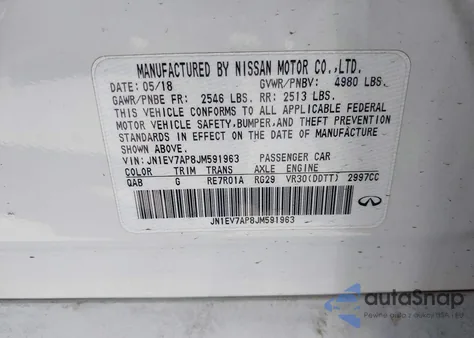 MANUFACTURED BY NISSAN MOTOR CO., LTD.
DATE: 05/18 GVWR/PNBV: 4980 LBS.
GAWR/PNBE FR: 2546 LBS. RR: 2513 LBS.
THIS VEHICLE CONFORMS TO ALL APPLICABLE FEDERAL
MOTOR VEHICLE SAFETY, BUMPER, AND THEFT PREVENTION
STANDARDS IN EFFECT ON THE DATE OF MANUFACTURE
SHOWN ABOVE.
VIN: JN1EV7AP8JM591963 PASSENGER CAR
COLOR TRIM TRANS AXLE ENGINE
QAB G RE7R01A RG29 VR30(DDTT) 2997CC
JN1EV7AP8JM591963
autoSnap